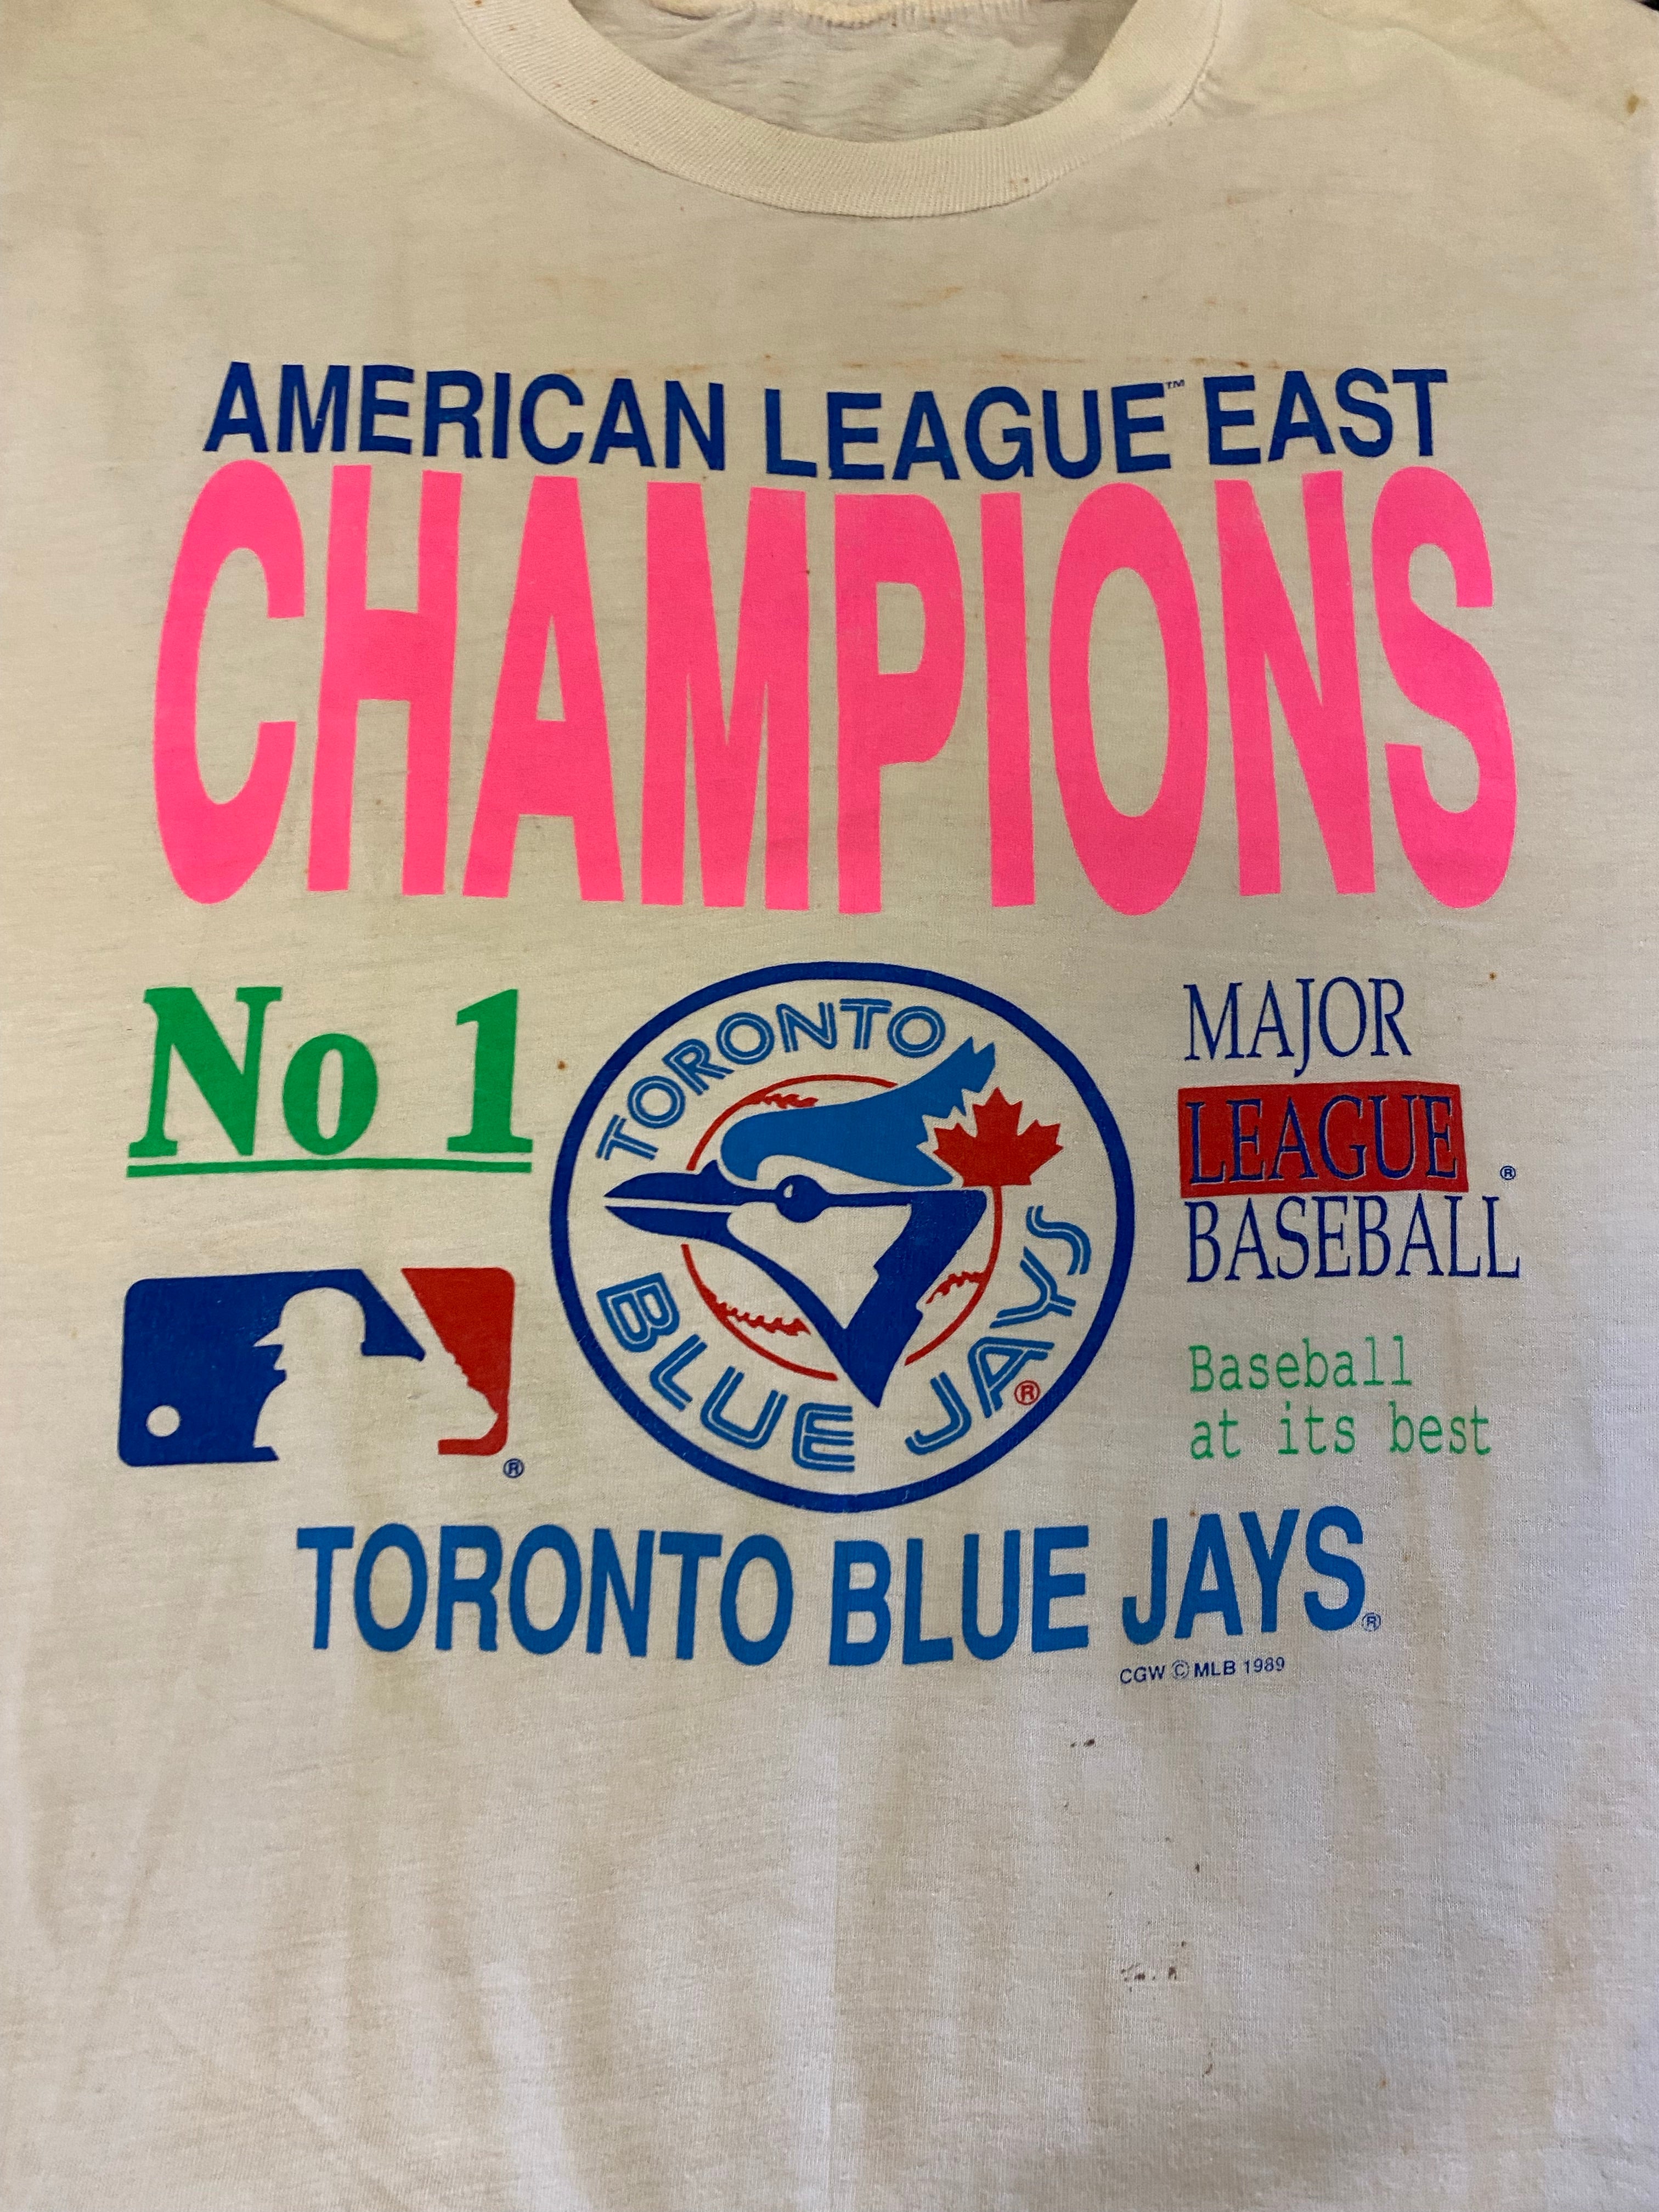 AMERICAN LEAGUE™ EAST
CHAMPIONS
No 1
TORONTO
BLUE JAYS®
®
MAJOR
LEAGUE®
BASEBALL
Baseball
at its best
TORONTO BLUE JAYS®
CGW © MLB 1989